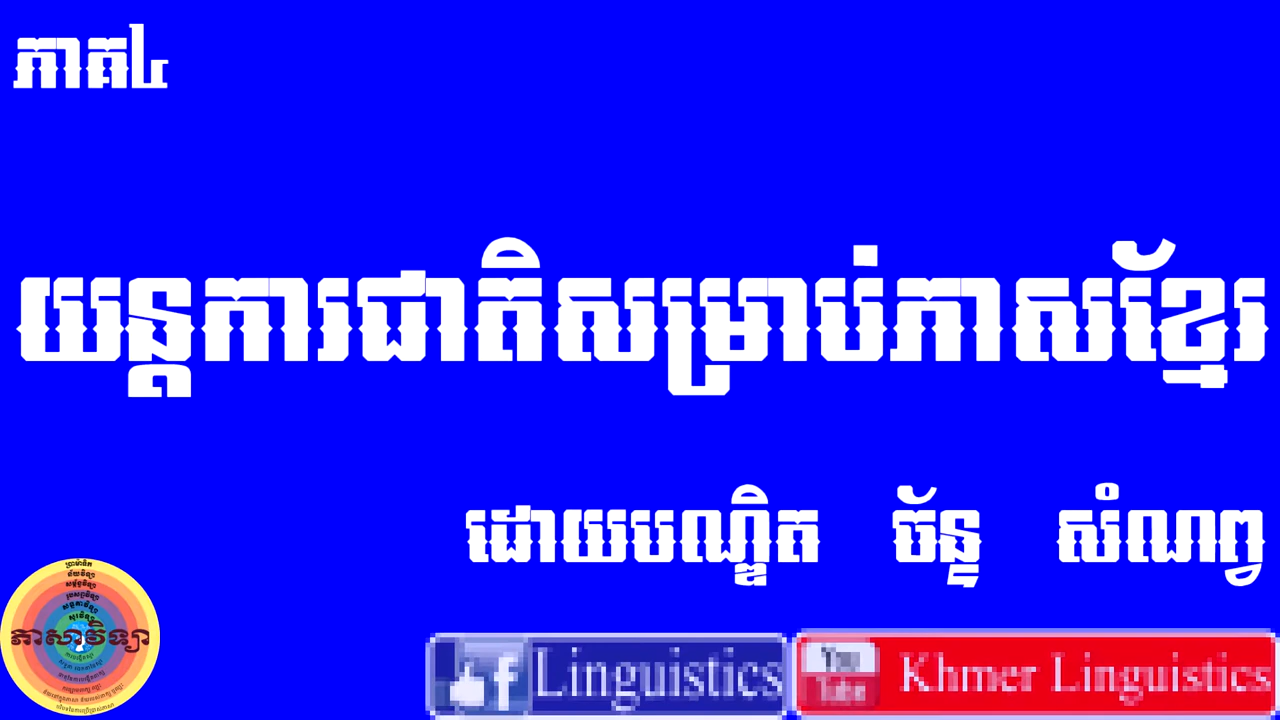 ភាគ៤
យន្តការជាតិសម្រាប់ភាសខ្មែរ
ដោយបណ្ឌិត ច័ន្ទ សំណព្វ
ភាសាវិទ្យា
Linguistics
You Tube Khmer Linguistics